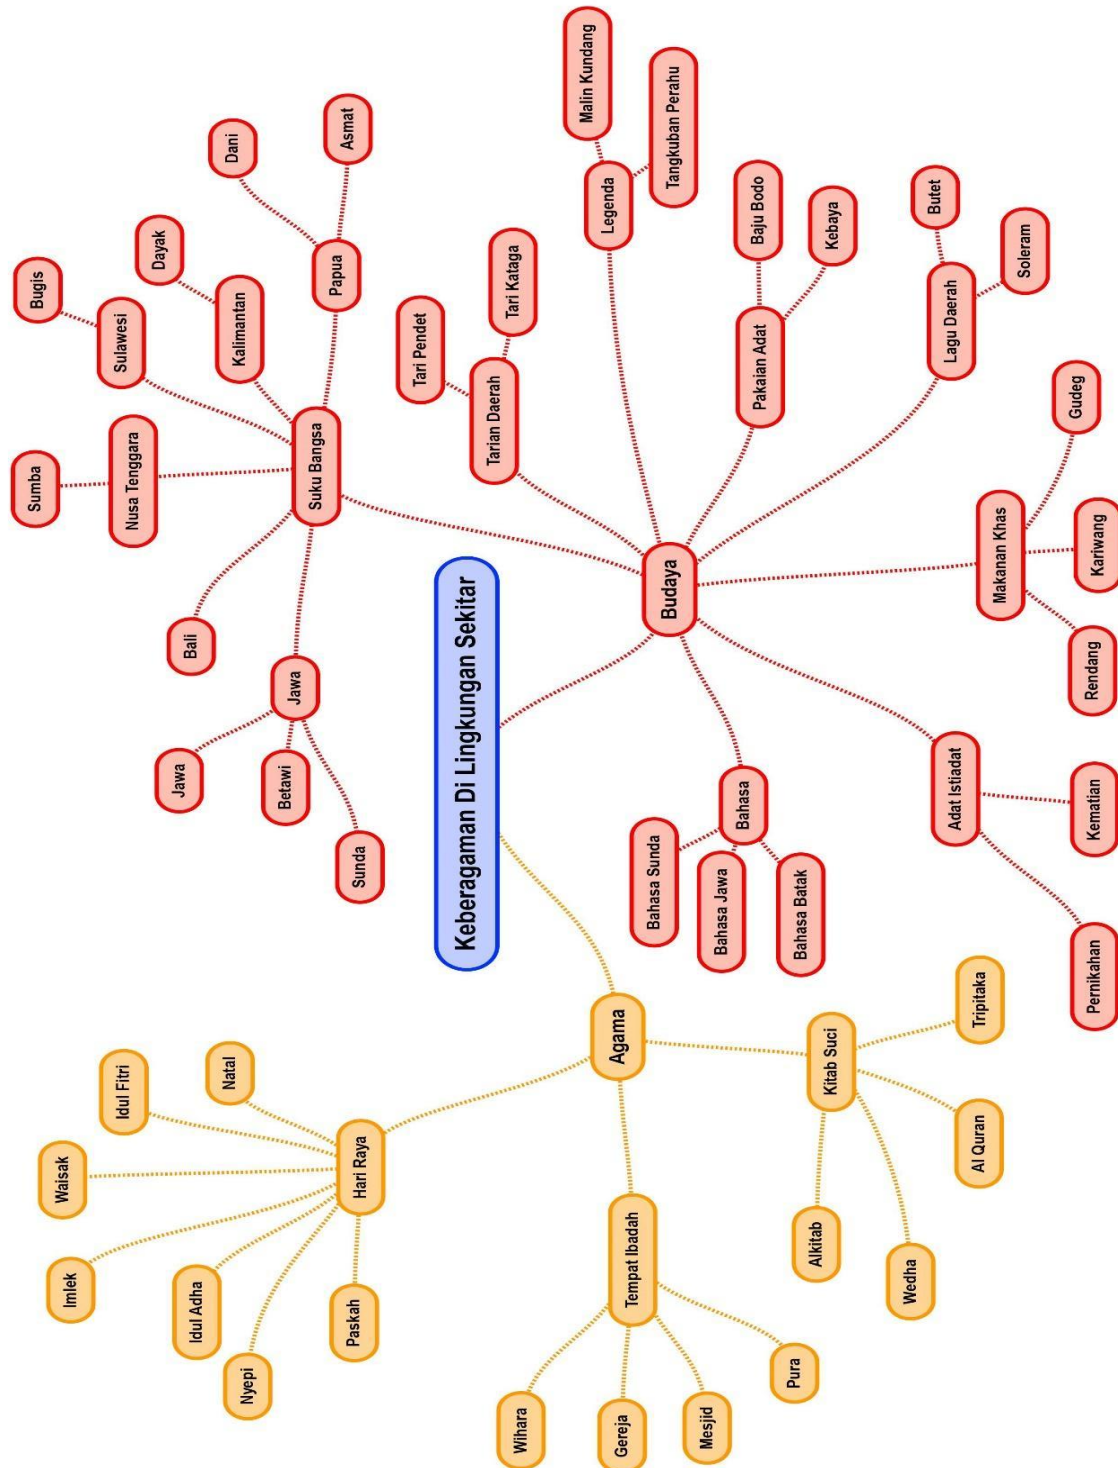 Keberagaman Di Lingkungan Sekitar
Agama
Hari Raya
Paskah
Nyepi
Idul Adha
Imlek
Waisak
Idul Fitri
Natal
Tempat Ibadah
Wihara
Gereja
Mesjid
Pura
Kitab Suci
Alkitab
Wedha
Al Quran
Tripitaka
Budaya
Suku Bangsa
Jawa
Jawa
Betawi
Sunda
Bali
Nusa Tenggara
Sumba
Sulawesi
Bugis
Kalimantan
Dayak
Papua
Dani
Asmat
Tarian Daerah
Tari Pendet
Tari Kataga
Legenda
Malin Kundang
Tangkuban Perahu
Pakaian Adat
Baju Bodo
Kebaya
Lagu Daerah
Butet
Soleram
Makanan Khas
Rendang
Kariwang
Gudeg
Adat Istiadat
Pernikahan
Kematian
Bahasa
Bahasa Sunda
Bahasa Jawa
Bahasa Batak